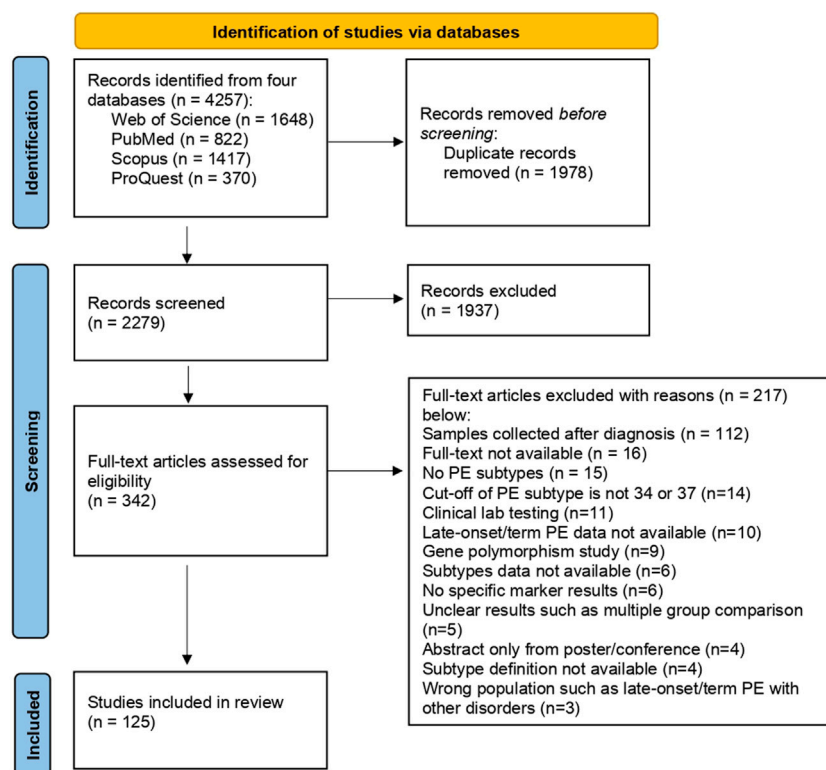 Identification of studies via databases
Identification
Records identified from four
databases (n = 4257):
Web of Science (n = 1648)
PubMed (n = 822)
Scopus (n = 1417)
ProQuest (n = 370)
Records removed before
screening:
Duplicate records
removed (n = 1978)
Screening
Records screened
(n = 2279)
Records excluded
(n = 1937)
Full-text articles assessed for
eligibility
(n = 342)
Full-text articles excluded with reasons (n = 217)
below:
Samples collected after diagnosis (n = 112)
Full-text not available (n = 16)
No PE subtypes (n = 15)
Cut-off of PE subtype is not 34 or 37 (n=14)
Clinical lab testing (n=11)
Late-onset/term PE data not available (n=10)
Gene polymorphism study (n=9)
Subtypes data not available (n=6)
No specific marker results (n=6)
Unclear results such as multiple group comparison
(n=5)
Abstract only from poster/conference (n=4)
Subtype definition not available (n=4)
Wrong population such as late-onset/term PE with
other disorders (n=3)
Included
Studies included in review
(n = 125)